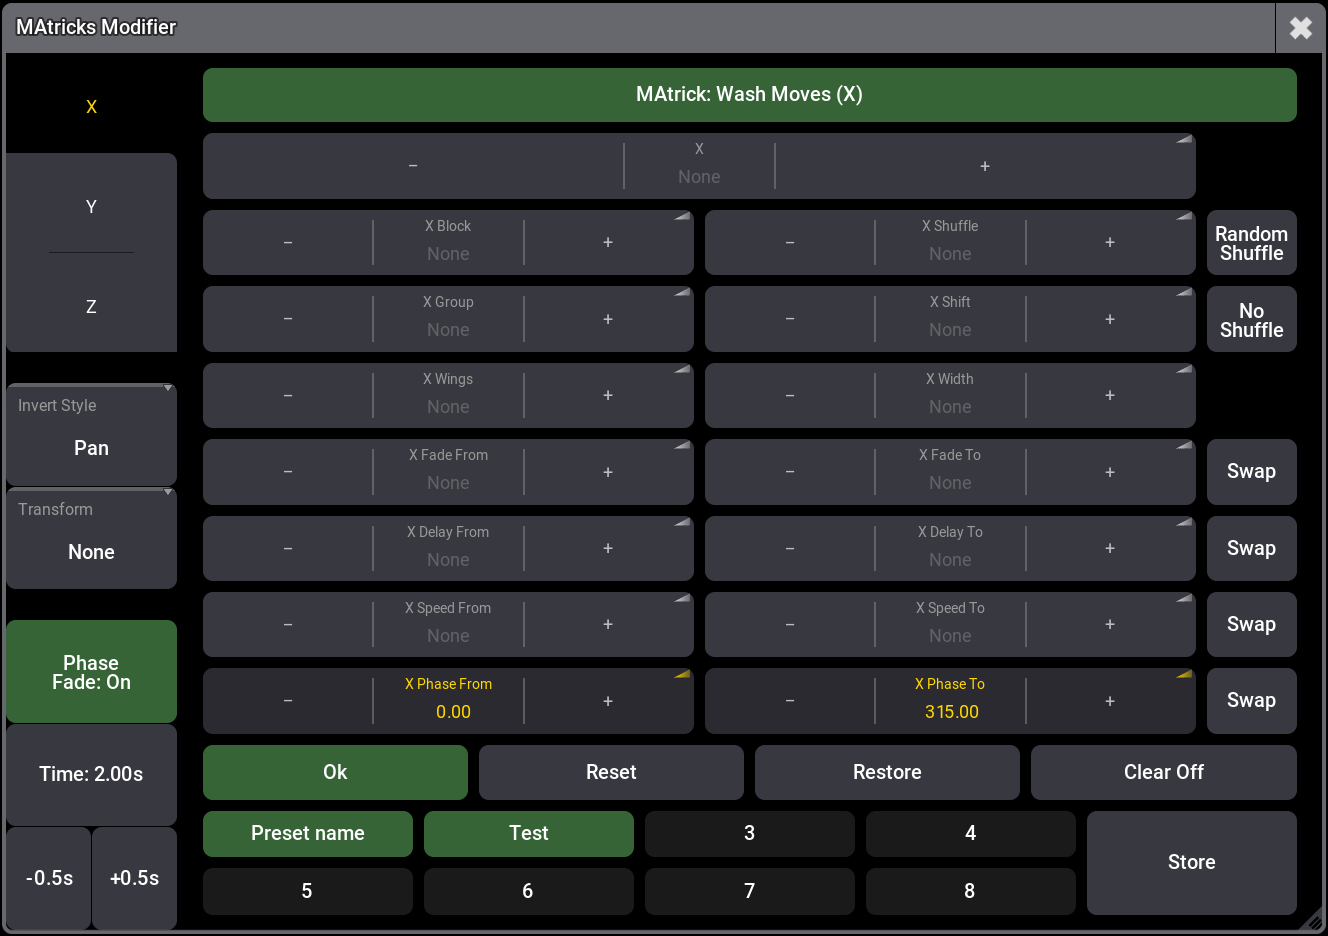 MAtricks Modifier
X
Y
Z
Invert Style
Pan
Transform
None
Phase
Fade: On
Time: 2.00s
-0.5s
+0.5s
MAtrick: Wash Moves (X)
– X +
None
– X Block +
None
– X Shuffle +
None
Random
Shuffle
– X Group +
None
– X Shift +
None
No
Shuffle
– X Wings +
None
– X Width +
None
– X Fade From +
None
– X Fade To +
None
Swap
– X Delay From +
None
– X Delay To +
None
Swap
– X Speed From +
None
– X Speed To +
None
Swap
– X Phase From +
0.00
– X Phase To +
315.00
Swap
Ok
Reset
Restore
Clear Off
Preset name
Test
3
4
5
6
7
8
Store